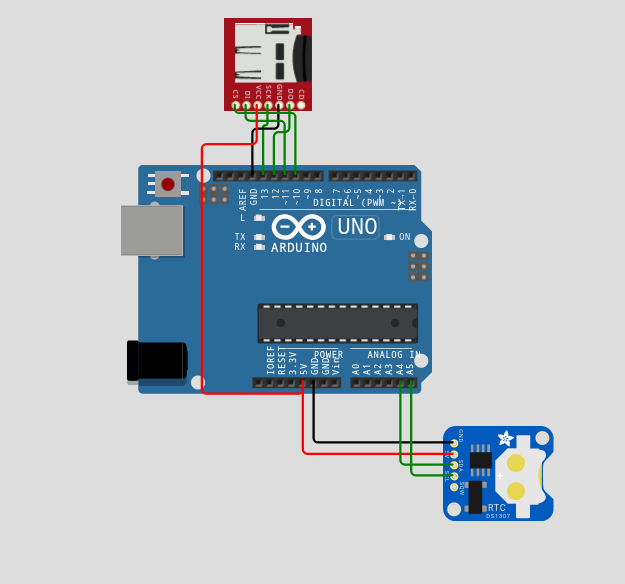 CS DI VCC SCK GND DO CD
AREF GND 13 12 ~11 ~10 ~9 8 7 ~6 ~5 4 ~3 2 TX→1 RX←0
DIGITAL (PWM ~)
L
TX
RX
UNO
ARDUINO
ON
POWER
ANALOG IN
IOREF RESET 3.3V 5V GND GND Vin A0 A1 A2 A3 A4 A5
GND
SDA
SCL
SQW
RTC
DS1307